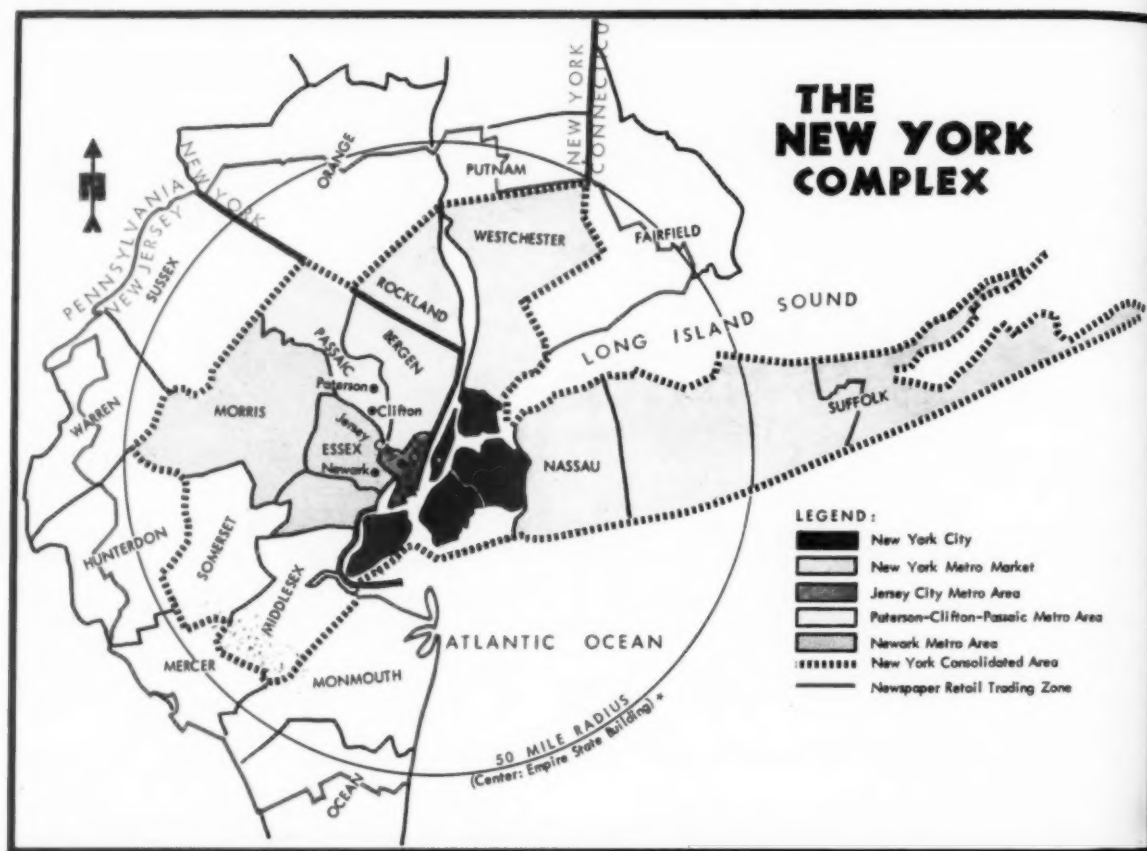 THE
NEW YORK
COMPLEX
NEW YORK
CONNECTICU
PENNSYLVANIA
NEW JERSEY
NEW YORK
ORANGE
PUTNAM
SUSSEX
WESTCHESTER
FAIRFIELD
ROCKLAND
LONG ISLAND SOUND
PASSAIC
BERGEN
Paterson
Clifton
WARREN
MORRIS
Jersey
ESSEX
Newark
SUFFOLK
NASSAU
HUNTERDON
SOMERSET
MIDDLESEX
MERCER
MONMOUTH
ATLANTIC OCEAN
OCEAN
50 MILE RADIUS
(Center: Empire State Building) *
LEGEND:
New York City
New York Metro Market
Jersey City Metro Area
Paterson-Clifton-Passaic Metro Area
Newark Metro Area
New York Consolidated Area
Newspaper Retail Trading Zone